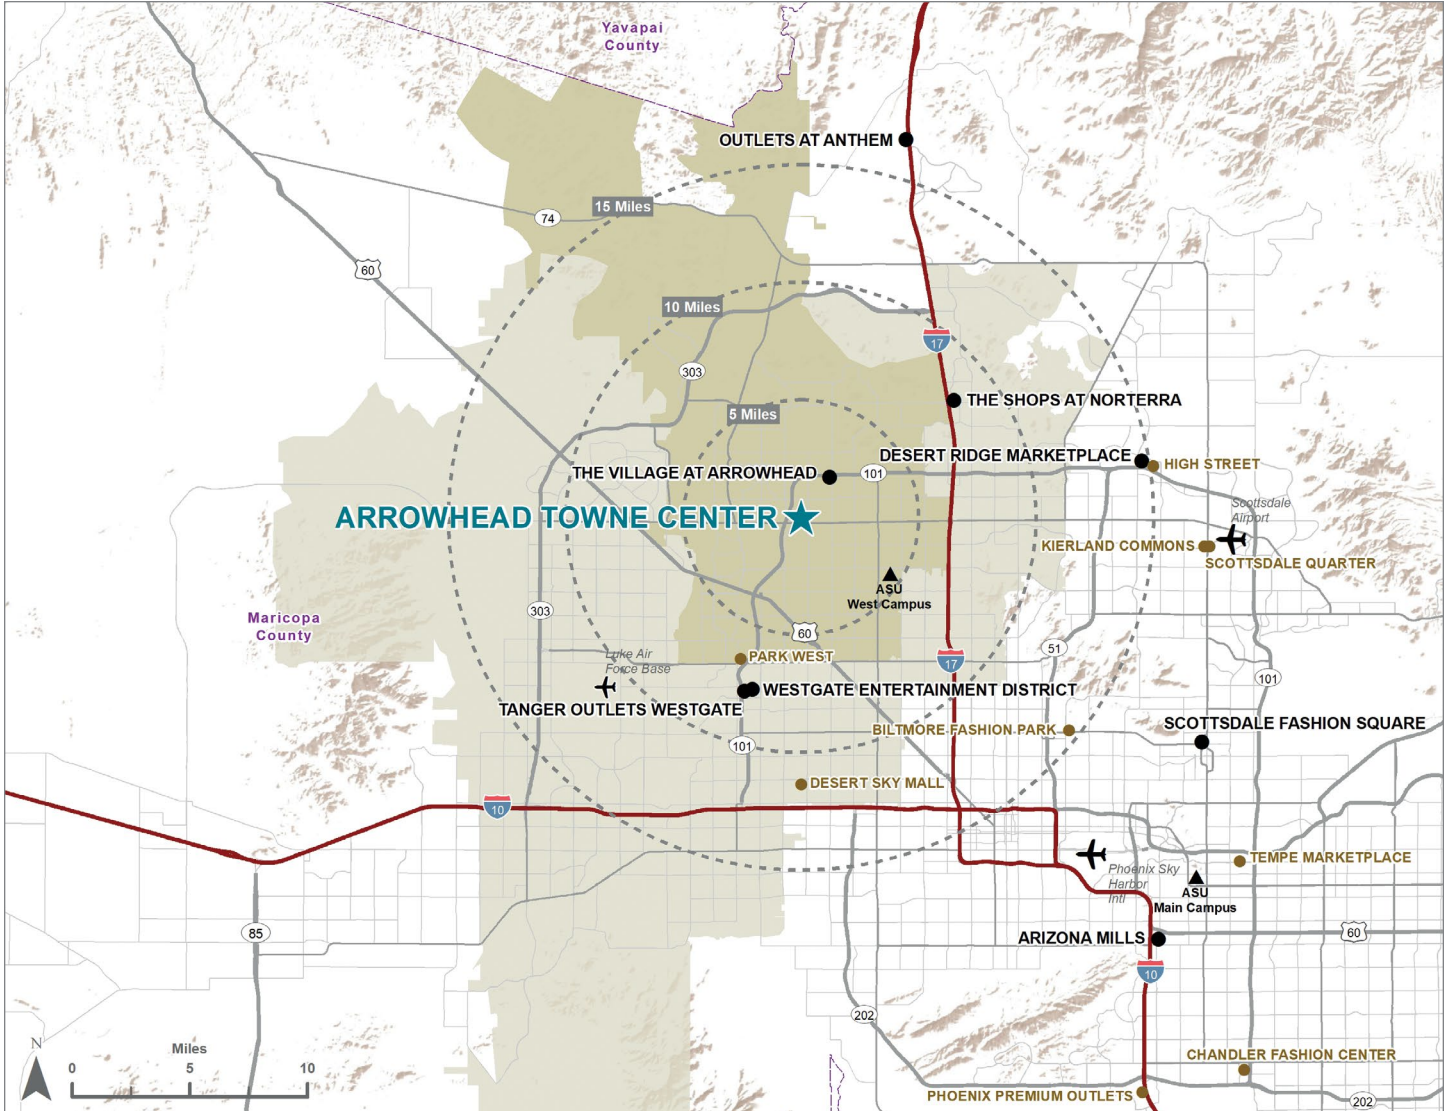 Yavapai
County
OUTLETS AT ANTHEM
15 Miles
74
60
10 Miles
17
303
THE SHOPS AT NORTERRA
5 Miles
DESERT RIDGE MARKETPLACE
HIGH STREET
THE VILLAGE AT ARROWHEAD
101
Scottsdale
Airport
ARROWHEAD TOWNE CENTER
KIERLAND COMMONS
SCOTTSDALE QUARTER
ASU
West Campus
303
Maricopa
County
60
51
Luke Air
Force Base
PARK WEST
17
101
WESTGATE ENTERTAINMENT DISTRICT
TANGER OUTLETS WESTGATE
SCOTTSDALE FASHION SQUARE
BILTMORE FASHION PARK
101
DESERT SKY MALL
10
TEMPE MARKETPLACE
Phoenix Sky
Harbor
Intl
ASU
Main Campus
85
60
ARIZONA MILLS
10
202
N
Miles
0 5 10
CHANDLER FASHION CENTER
PHOENIX PREMIUM OUTLETS
202